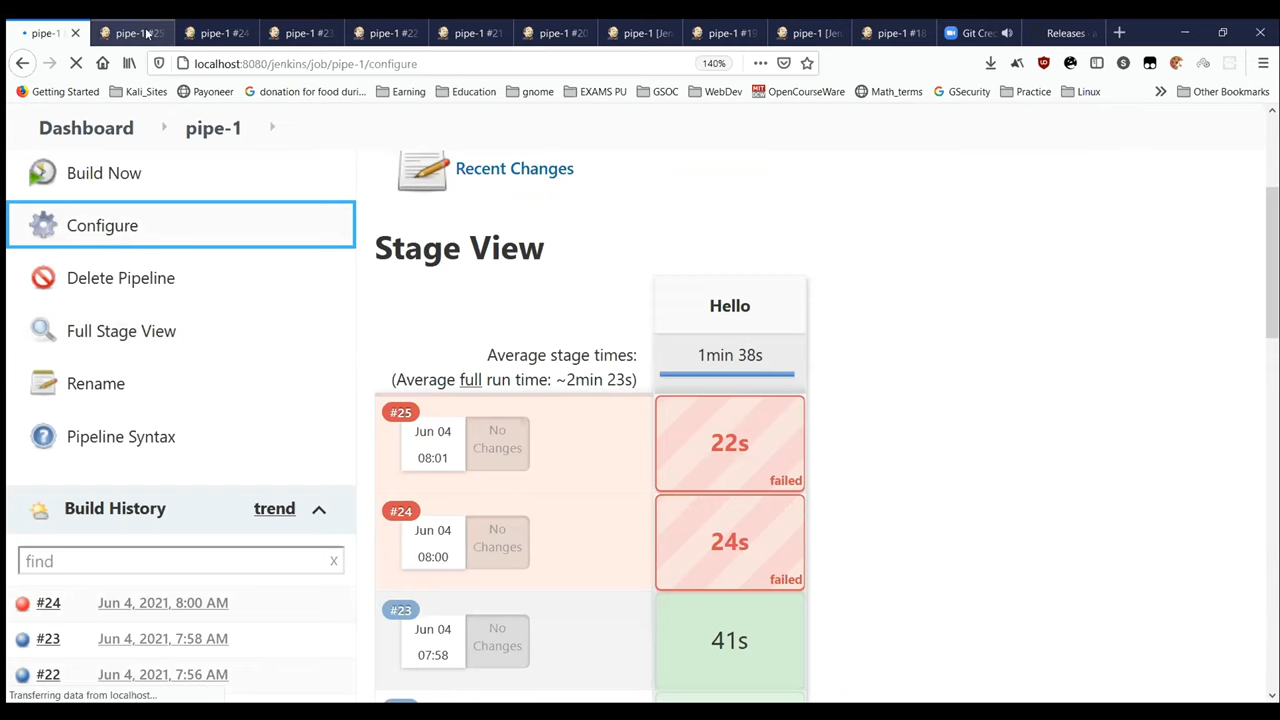 pipe-1
pipe-1 #25
pipe-1 #24
pipe-1 #23
pipe-1 #22
pipe-1 #21
pipe-1 #20
pipe-1 [Jen
pipe-1 #19
pipe-1 [Jen
pipe-1 #18
Git Crec
Releases · a
localhost:8080/jenkins/job/pipe-1/configure
140%
Getting Started
Kali_Sites
Payoneer
donation for food duri...
Earning
Education
gnome
EXAMS PU
GSOC
WebDev
OpenCourseWare
Math_terms
GSecurity
Practice
Linux
Other Bookmarks
Dashboard
pipe-1
Build Now
Configure
Delete Pipeline
Full Stage View
Rename
Pipeline Syntax
Build History
trend
find
x
#24 Jun 4, 2021, 8:00 AM
#23 Jun 4, 2021, 7:58 AM
#22 Jun 4, 2021, 7:56 AM
Transferring data from localhost...
Recent Changes
Stage View
Hello
Average stage times:
1min 38s
(Average full run time: ~2min 23s)
#25
Jun 04
08:01
No
Changes
22s
failed
#24
Jun 04
08:00
No
Changes
24s
failed
#23
Jun 04
07:58
No
Changes
41s